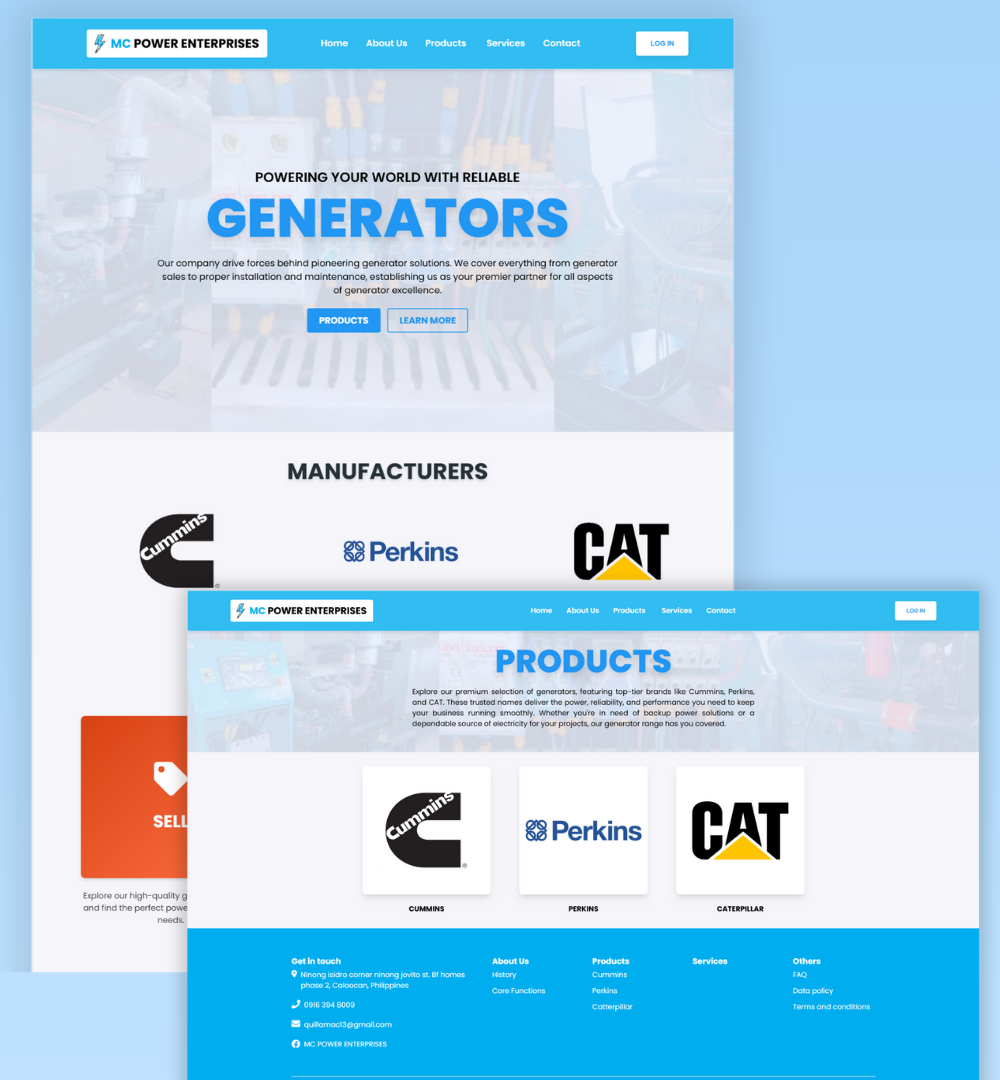 MC POWER ENTERPRISES
Home About Us Products Services Contact
LOG IN
POWERING YOUR WORLD WITH RELIABLE
GENERATORS
Our company drive forces behind pioneering generator solutions. We cover everything from generator
sales to proper installation and maintenance, establishing us as your premier partner for all aspects
of generator excellence.
PRODUCTS LEARN MORE
MANUFACTURERS
Cummins
®
Perkins
CAT
SELL
Explore our high-quality g
and find the perfect powe
needs.
MC POWER ENTERPRISES
Home About Us Products Services Contact
LOG IN
PRODUCTS
Explore our premium selection of generators, featuring top-tier brands like Cummins, Perkins,
and CAT. These trusted names deliver the power, reliability, and performance you need to keep
your business running smoothly. Whether you're in need of backup power solutions or a
dependable source of electricity for your projects, our generator range has you covered.
Cummins
®
Perkins
CAT
CUMMINS
PERKINS
CATERPILLAR
Get in touch
Ninong isidro corner ninong jovito st. Bf homes
phase 2, Caloocan, Philippines
0916 394 8009
quillamac13@gmail.com
MC POWER ENTERPRISES
About Us
History
Core Functions
Products
Cummins
Perkins
Catterpillar
Services
Others
FAQ
Data policy
Terms and conditions